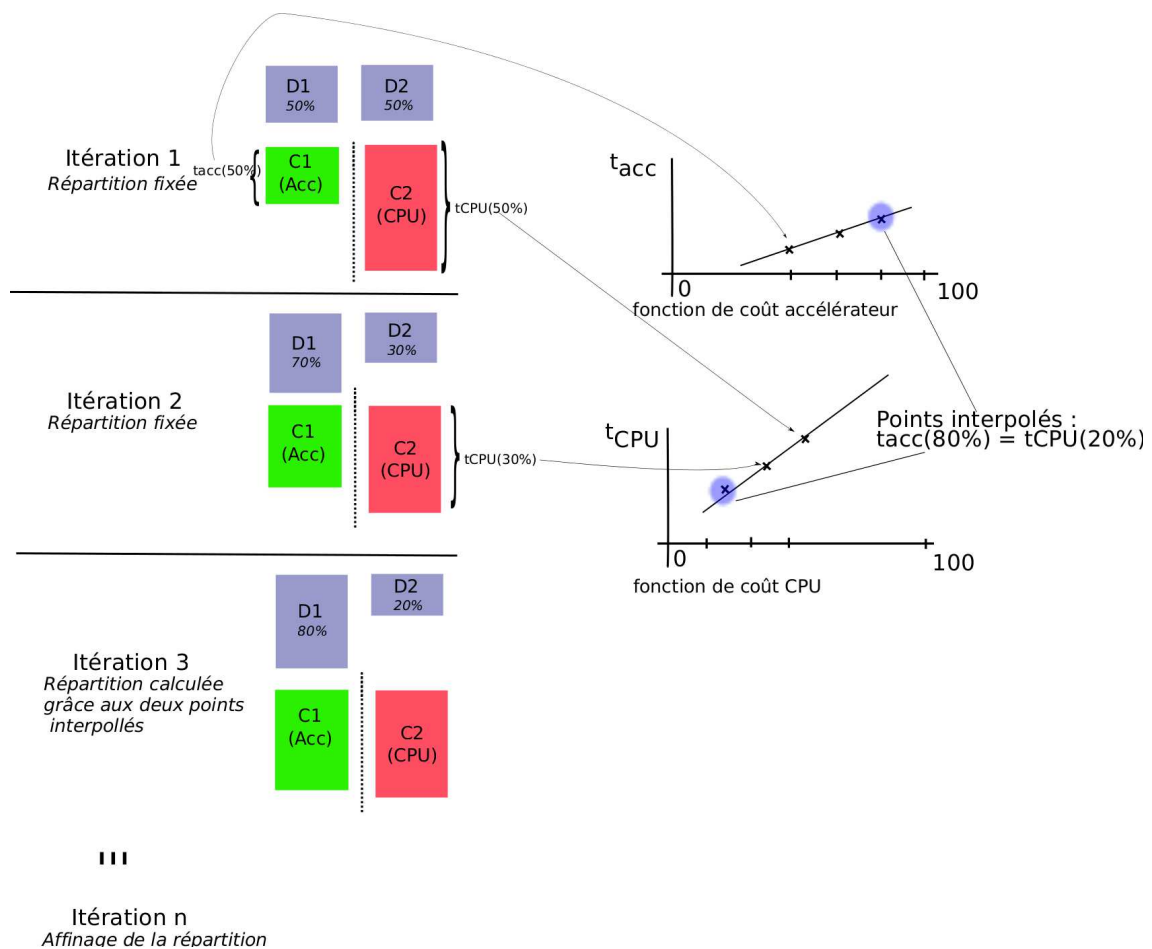 D1
50%
D2
50%
Itération 1
Répartition fixée
tacc(50%)
C1
(Acc)
C2
(CPU)
tCPU(50%)
tacc
0
100
fonction de coût accélérateur
D1
70%
D2
30%
Itération 2
Répartition fixée
C1
(Acc)
C2
(CPU)
tCPU(30%)
tCPU
0
100
fonction de coût CPU
Points interpolés :
tacc(80%) = tCPU(20%)
D1
80%
D2
20%
Itération 3
Répartition calculée
grâce aux deux points
interpollés
C1
(Acc)
C2
(CPU)
Itération n
Affinage de la répartition